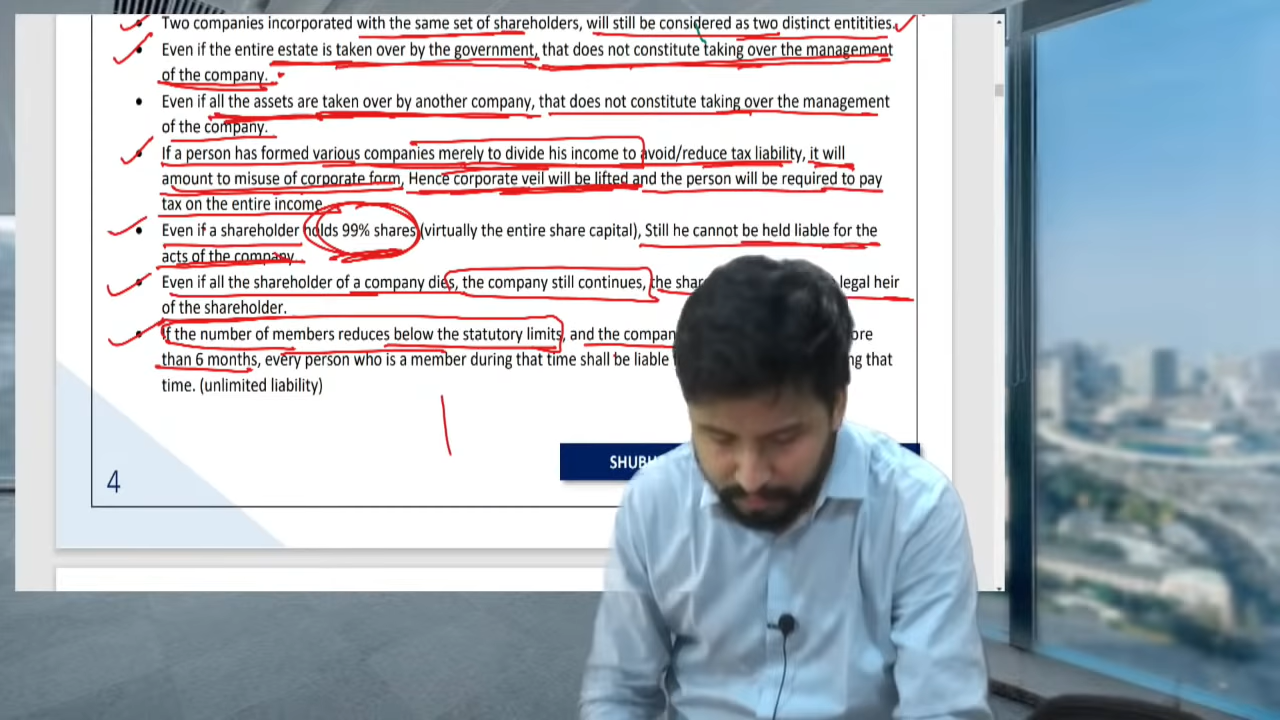 • Two companies incorporated with the same set of shareholders, will still be considered as two distinct entitities.
• Even if the entire estate is taken over by the government, that does not constitute taking over the management
of the company.
• Even if all the assets are taken over by another company, that does not constitute taking over the management
of the company.
• If a person has formed various companies merely to divide his income to avoid/reduce tax liability, it will
amount to misuse of corporate form, Hence corporate veil will be lifted and the person will be required to pay
tax on the entire income
• Even if a shareholder holds 99% shares (virtually the entire share capital), Still he cannot be held liable for the
acts of the company
• Even if all the shareholder of a company dies, the company still continues, the legal heir
of the shareholder.
• If the number of members reduces below the statutory limits, and the
than 6 months, every person who is a member during that time shall be liable that
time. (unlimited liability)
4